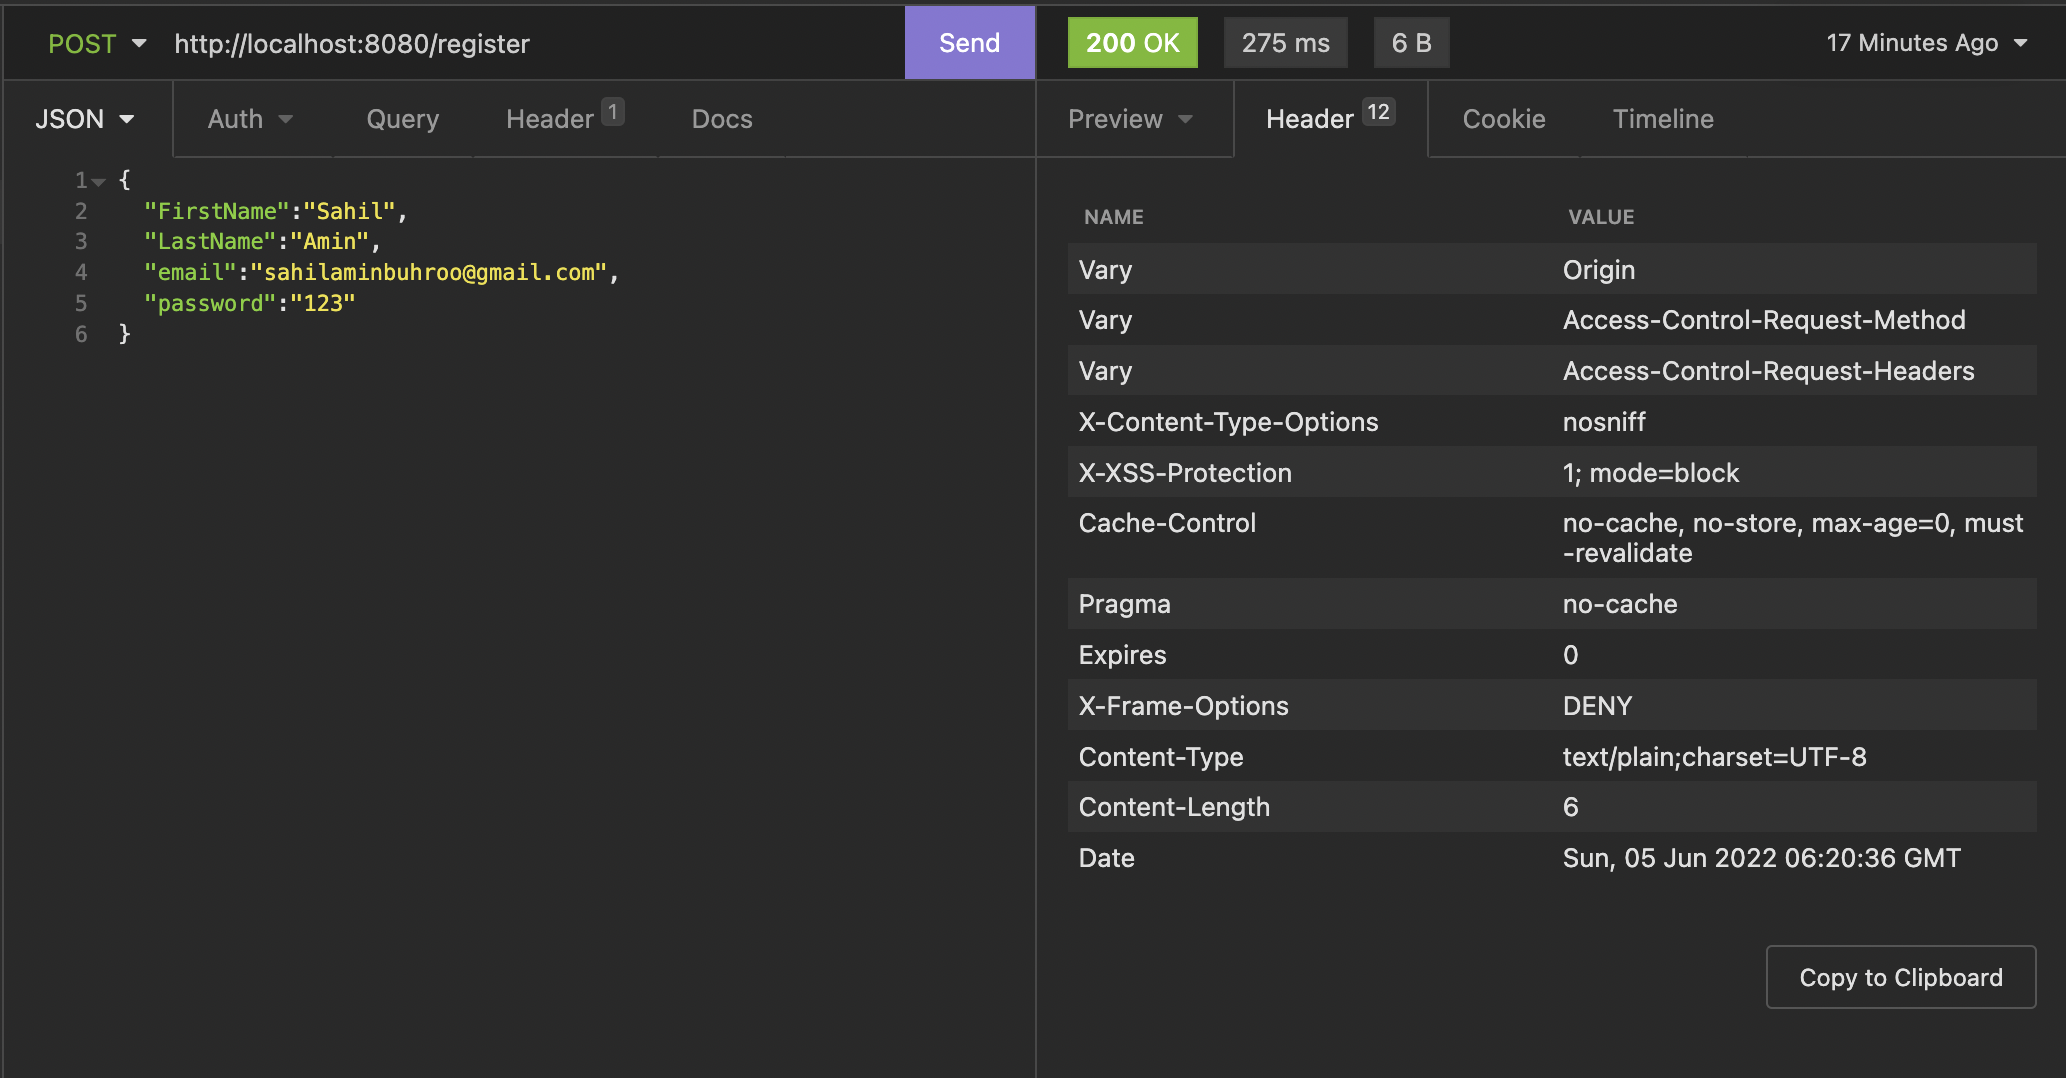 POST http://localhost:8080/register Send
200 OK 275 ms 6 B 17 Minutes Ago
JSON Auth Query Header 1 Docs
Preview Header 12 Cookie Timeline
1 {
2 "FirstName":"Sahil",
3 "LastName":"Amin",
4 "email":"sahilaminbuhroo@gmail.com",
5 "password":"123"
6 }
NAME VALUE
Vary Origin
Vary Access-Control-Request-Method
Vary Access-Control-Request-Headers
X-Content-Type-Options nosniff
X-XSS-Protection 1; mode=block
Cache-Control no-cache, no-store, max-age=0, must
-revalidate
Pragma no-cache
Expires 0
X-Frame-Options DENY
Content-Type text/plain;charset=UTF-8
Content-Length 6
Date Sun, 05 Jun 2022 06:20:36 GMT
Copy to Clipboard